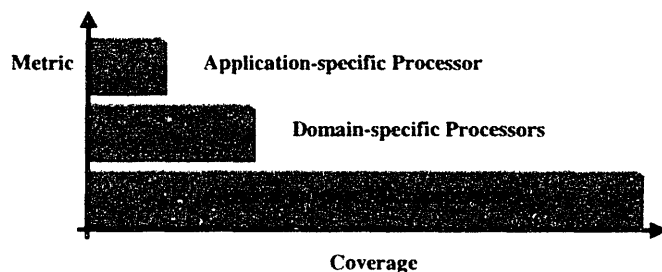 Metric
Application-specific Processor
Domain-specific Processors
Coverage